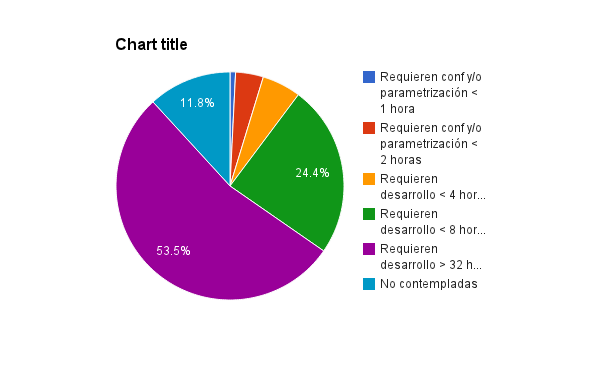 Chart title
11.8%
24.4%
53.5%
Requieren conf y/o
parametrización <
1 hora
Requieren conf y/o
parametrización <
2 horas
Requieren
desarrollo < 4 hor...
Requieren
desarrollo < 8 hor...
Requieren
desarrollo > 32 h...
No contempladas